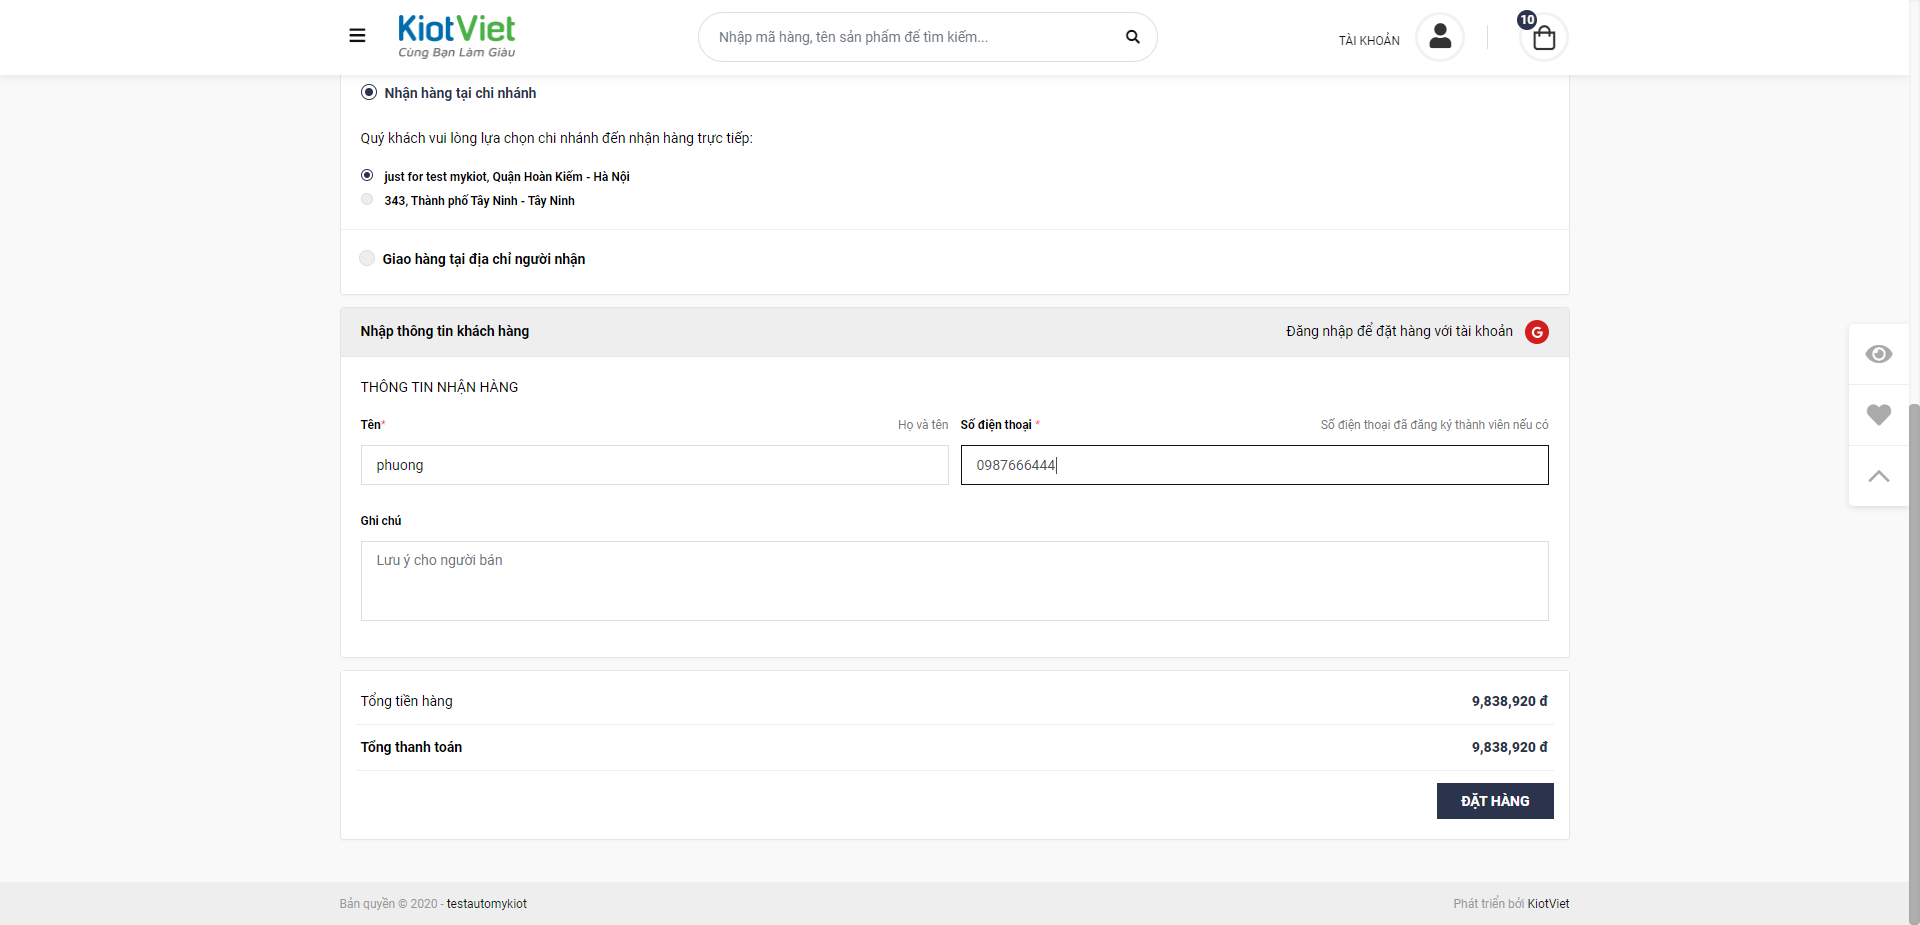 KiotViet
Cùng Bạn Làm Giàu
Nhập mã hàng, tên sản phẩm để tìm kiếm...
TÀI KHOẢN
10
Nhận hàng tại chi nhánh
Quý khách vui lòng lựa chọn chi nhánh đến nhận hàng trực tiếp:
just for test mykiot, Quận Hoàn Kiếm - Hà Nội
343, Thành phố Tây Ninh - Tây Ninh
Giao hàng tại địa chỉ người nhận
Nhập thông tin khách hàng
Đăng nhập để đặt hàng với tài khoản G
THÔNG TIN NHẬN HÀNG
Tên* Họ và tên
Số điện thoại * Số điện thoại đã đăng ký thành viên nếu có
phuong
0987666444
Ghi chú
Lưu ý cho người bán
Tổng tiền hàng 9,838,920 đ
Tổng thanh toán 9,838,920 đ
ĐẶT HÀNG
Bản quyền © 2020 - testautomykiot
Phát triển bởi KiotViet